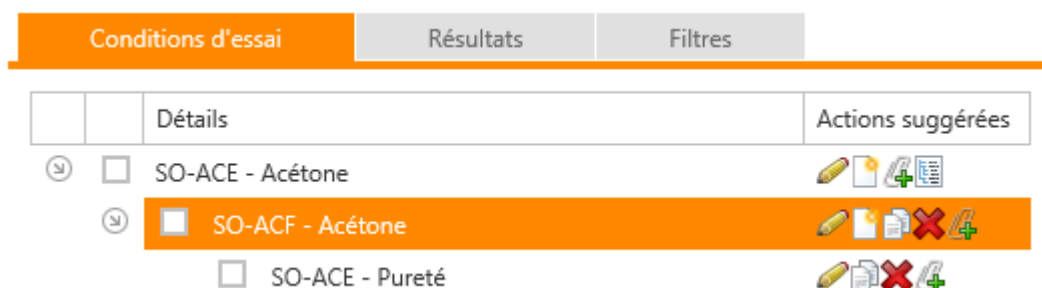 Conditions d'essai Résultats Filtres
Détails Actions suggérées
SO-ACE - Acétone
SO-ACF - Acétone
SO-ACE - Pureté